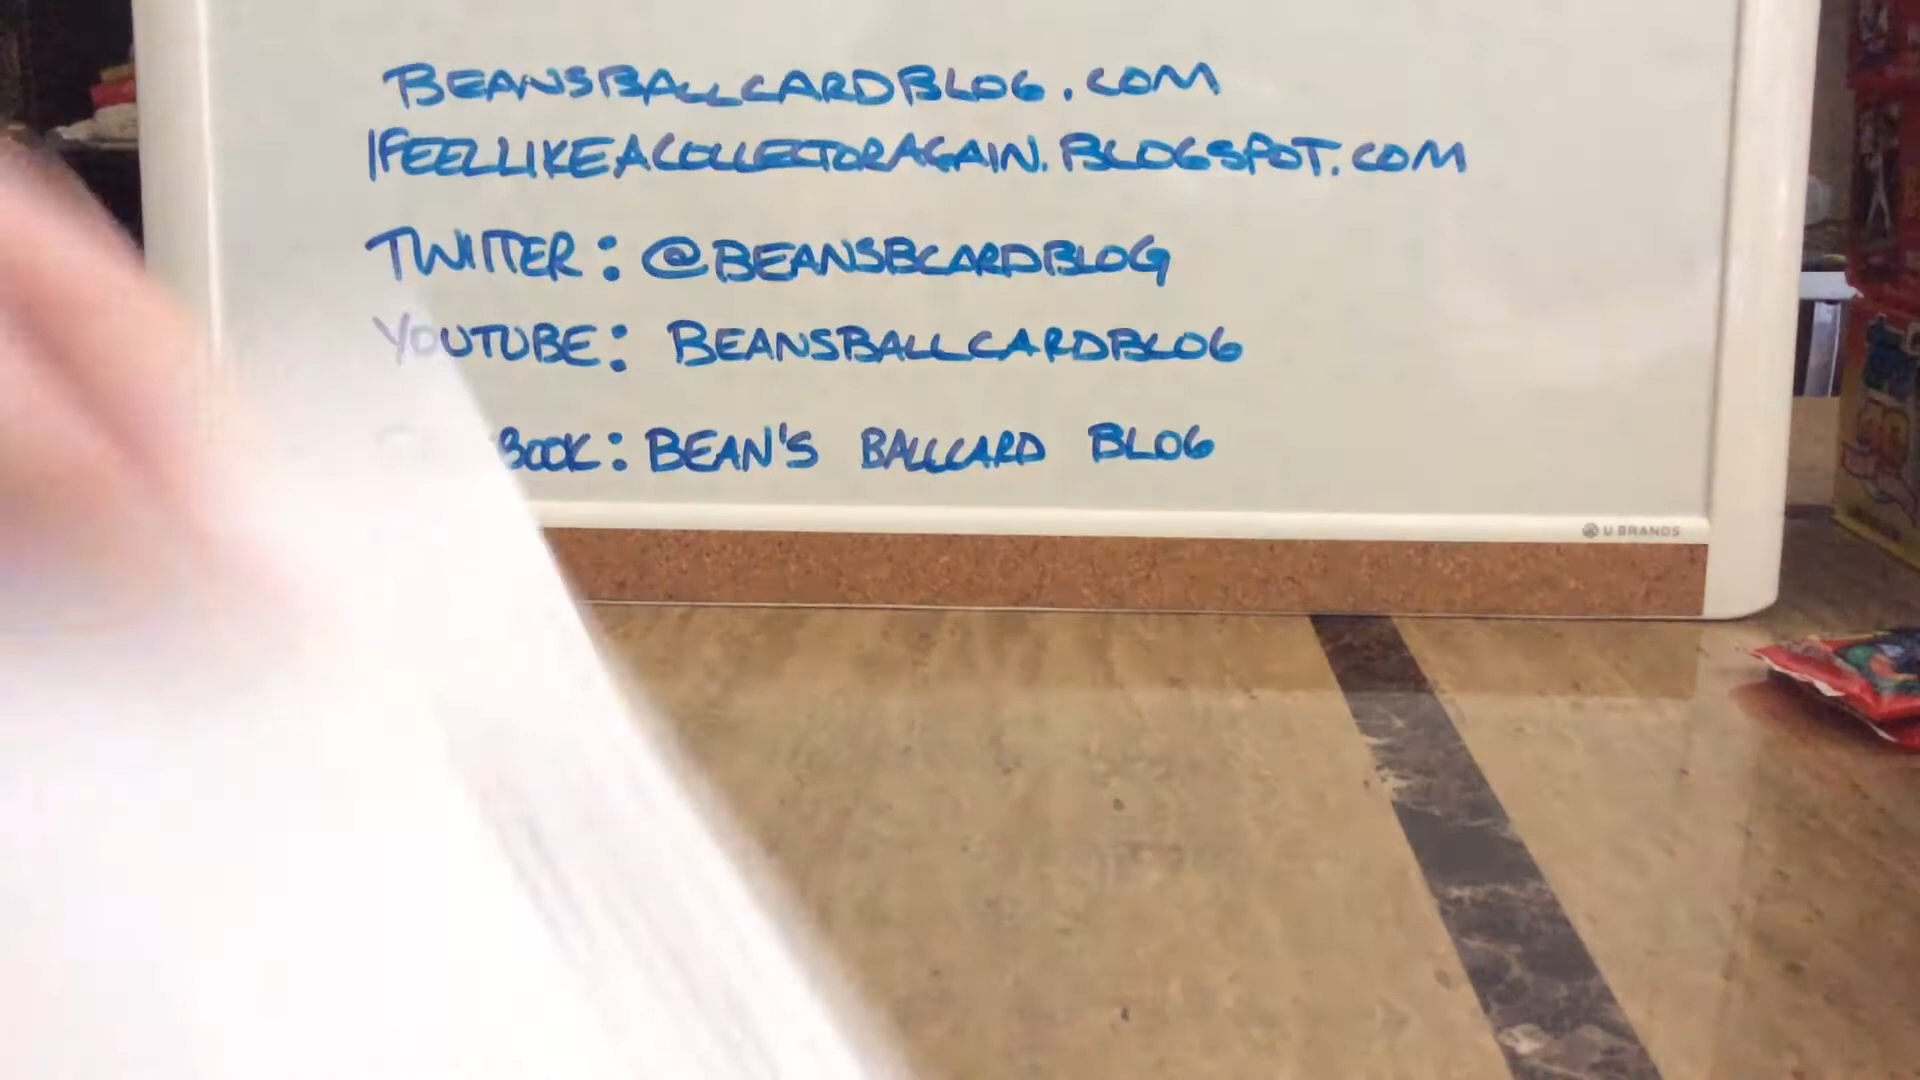 BEANSBALLCARDBLOG.COM
IFEELLIKEACOLLECTORAGAIN.BLOGSPOT.COM
TWITTER: @BEANSBCARDBLOG
YOUTUBE: BEANSBALLCARDBLOG
BOOK: BEAN'S BALLCARD BLOG
U BRANDS